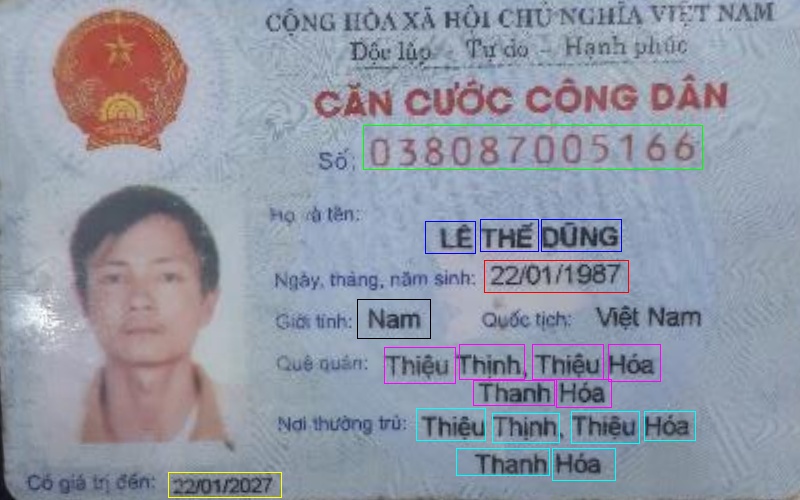 CỘNG HÒA XÃ HỘI CHỦ NGHĨA VIỆT NAM
Độc lập - Tự do - Hạnh phúc
CĂN CƯỚC CÔNG DÂN
Số: 038087005166
Họ và tên:
LÊ THẾ DŨNG
Ngày, tháng, năm sinh: 22/01/1987
Giới tính: Nam Quốc tịch: Việt Nam
Quê quán: Thiệu Thịnh, Thiệu Hóa
Thanh Hóa
Nơi thường trú: Thiệu Thịnh, Thiệu Hóa
Thanh Hóa
Có giá trị đến: 22/01/2027